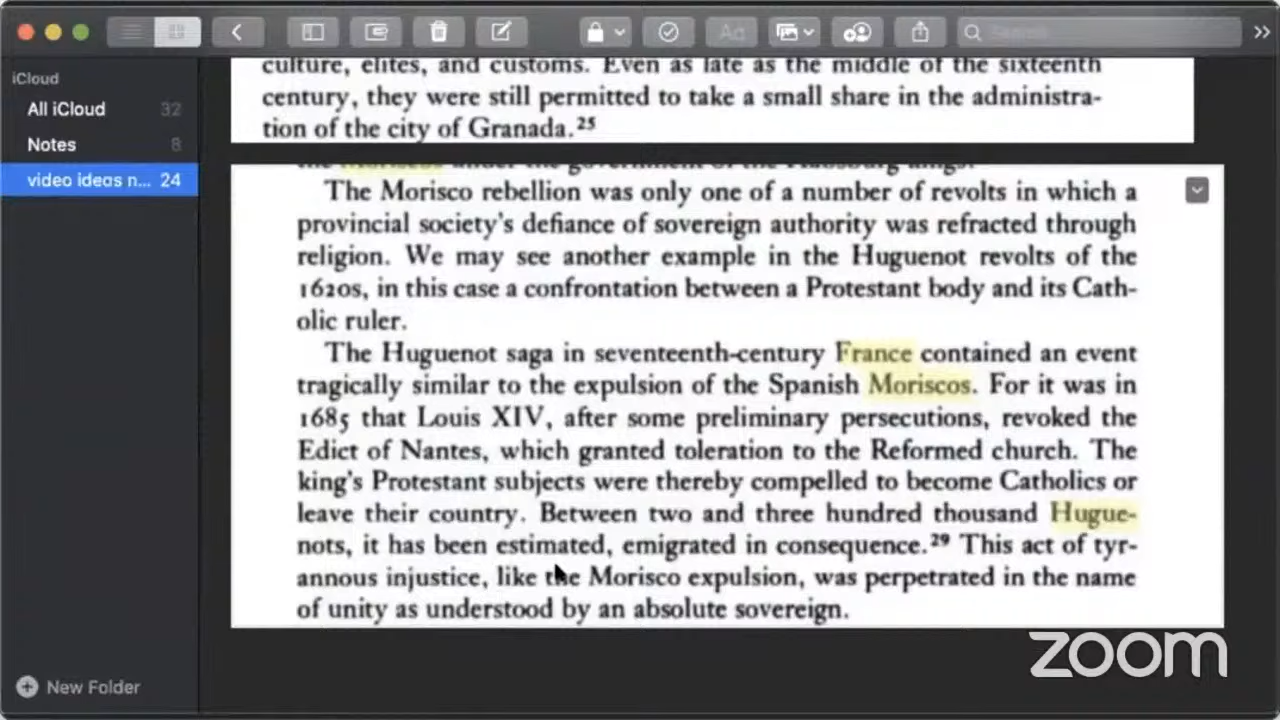 iCloud
All iCloud 32
Notes 8
video ideas n... 24
New Folder
Aa
Search
culture, elites, and customs. Even as late as the middle of the sixteenth
century, they were still permitted to take a small share in the administra-
tion of the city of Granada.²⁵
The Morisco rebellion was only one of a number of revolts in which a
provincial society's defiance of sovereign authority was refracted through
religion. We may see another example in the Huguenot revolts of the
1620s, in this case a confrontation between a Protestant body and its Cath-
olic ruler.
The Huguenot saga in seventeenth-century France contained an event
tragically similar to the expulsion of the Spanish Moriscos. For it was in
1685 that Louis XIV, after some preliminary persecutions, revoked the
Edict of Nantes, which granted toleration to the Reformed church. The
king's Protestant subjects were thereby compelled to become Catholics or
leave their country. Between two and three hundred thousand Hugue-
nots, it has been estimated, emigrated in consequence.²⁹ This act of tyr-
annous injustice, like the Morisco expulsion, was perpetrated in the name
of unity as understood by an absolute sovereign.
zoom